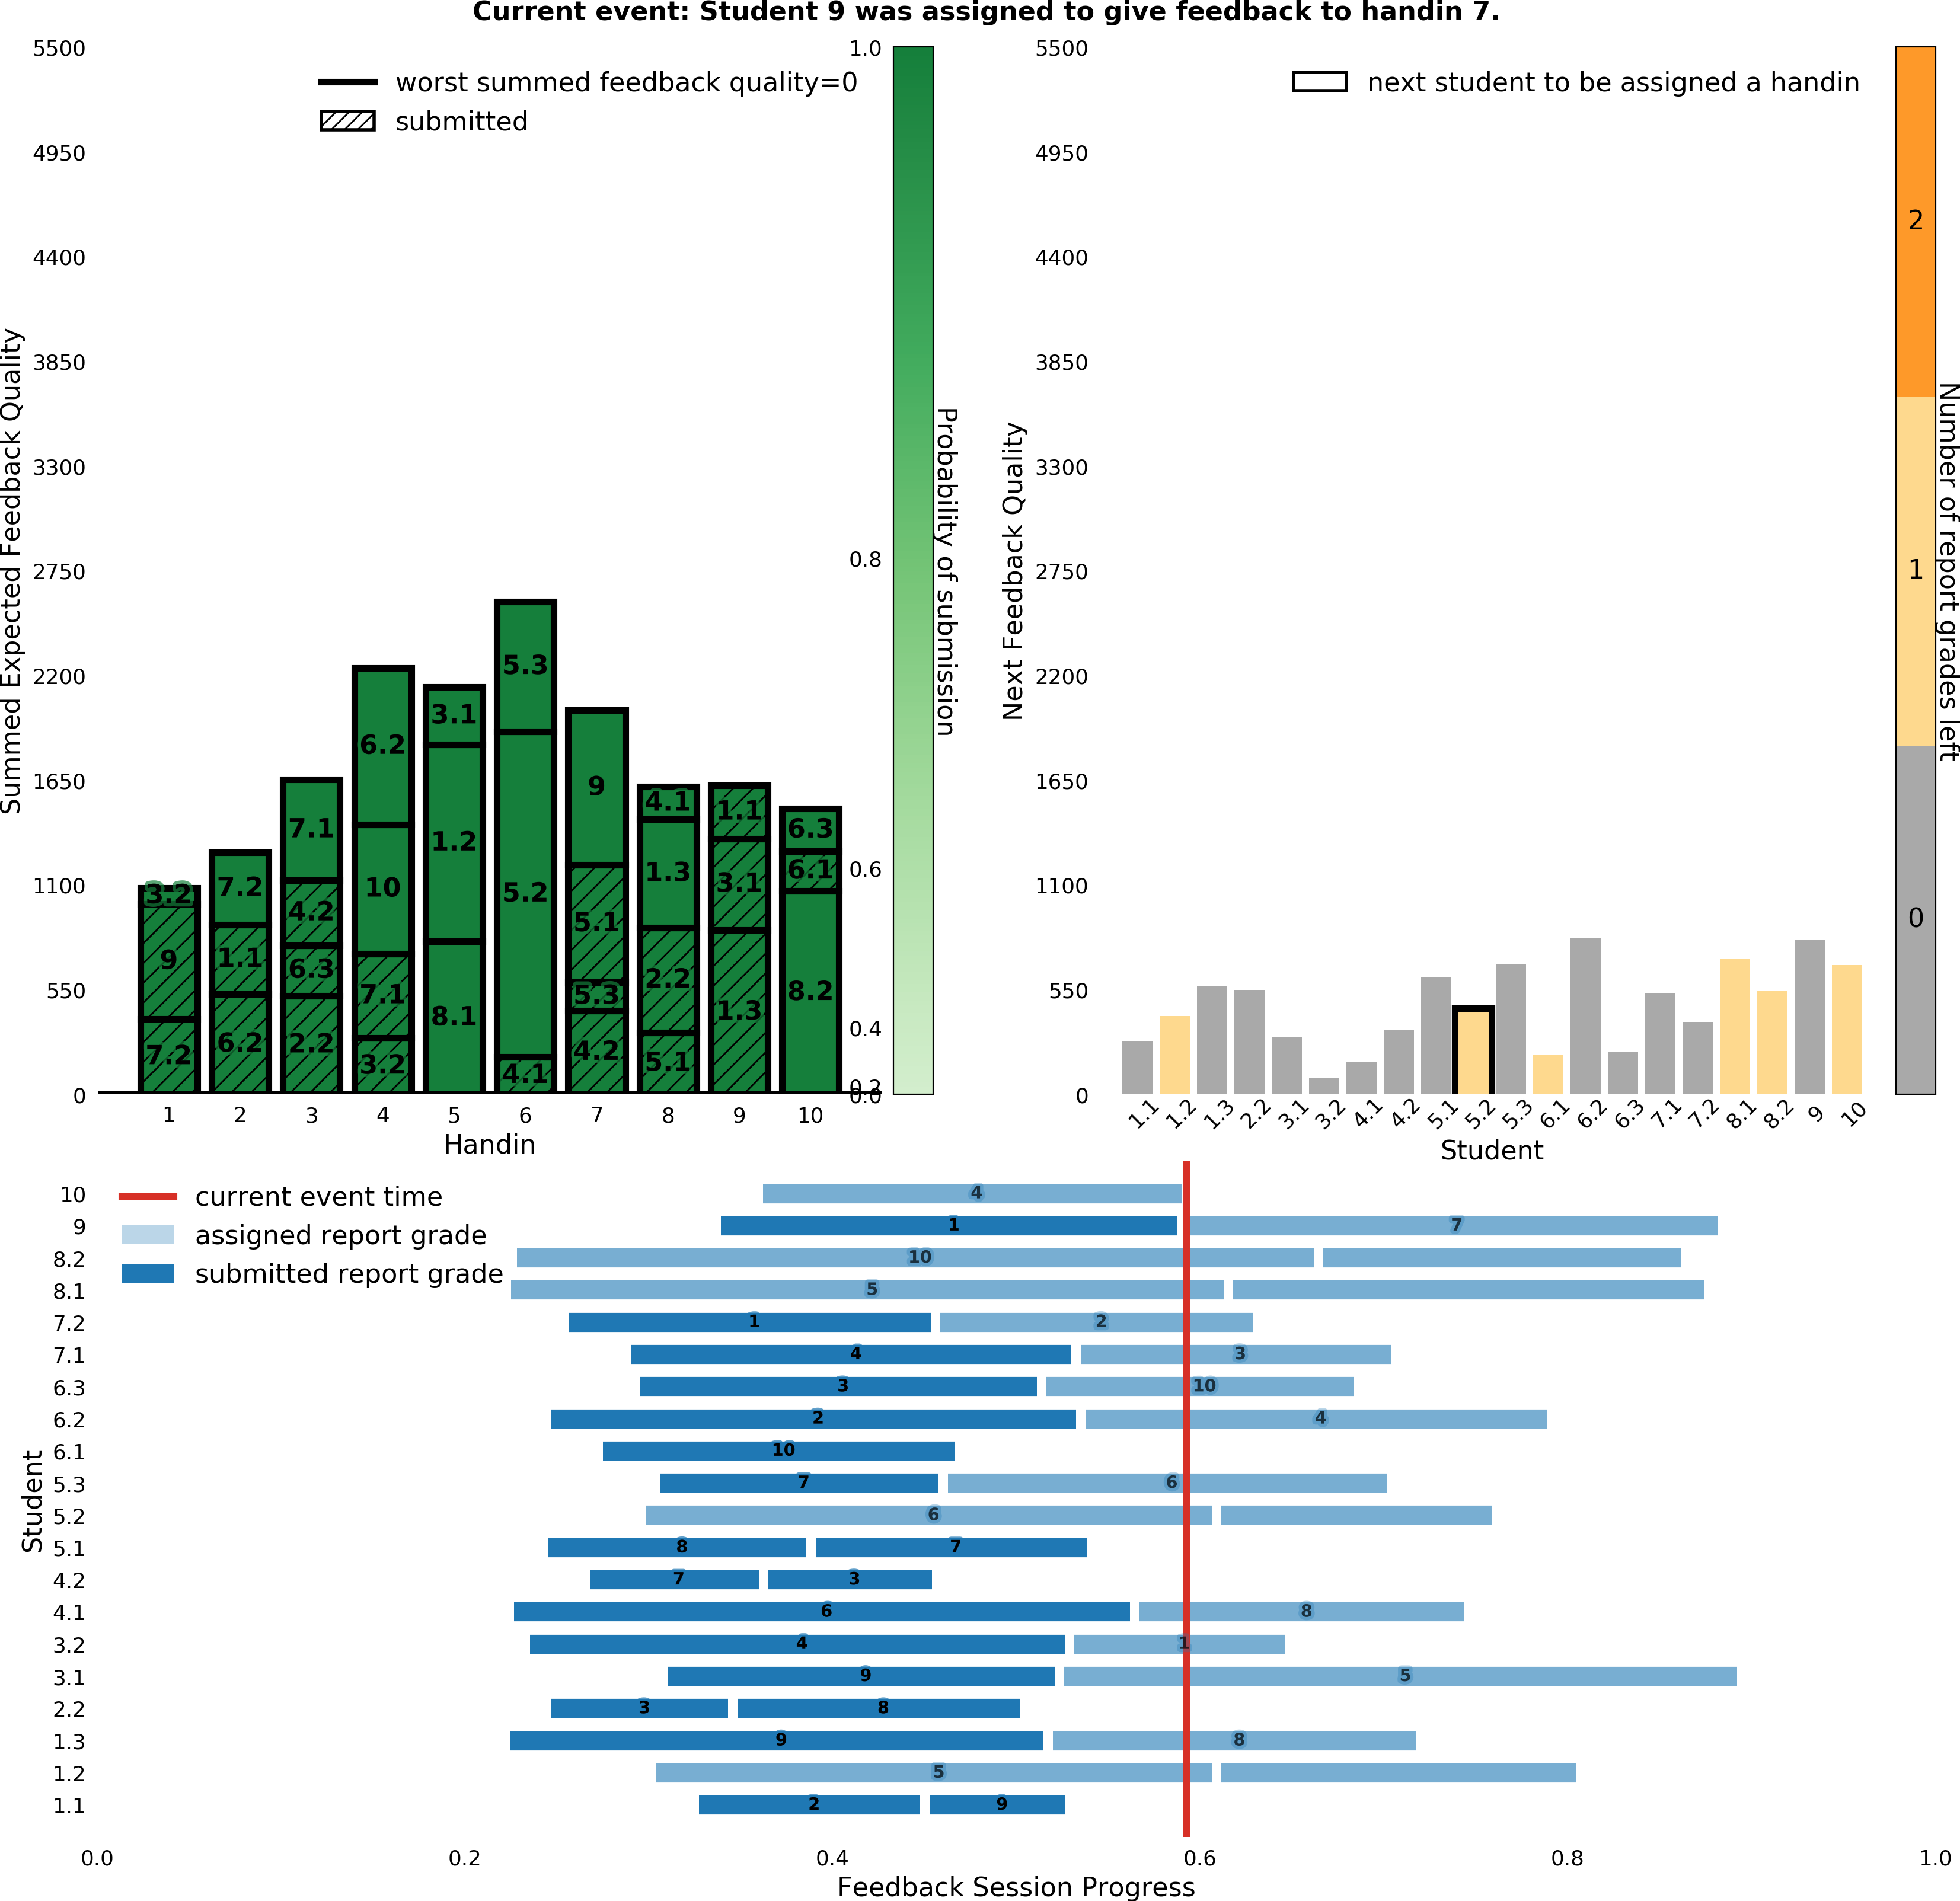 Current event: Student 9 was assigned to give feedback to handin 7.
Summed Expected Feedback Quality
5500
4950
4400
3850
3300
2750
2200
1650
1100
550
0
worst summed feedback quality=0
submitted
3.2
9
7.2
7.2
1.1
6.2
7.1
4.2
6.3
2.2
6.2
10
7.1
3.2
3.1
1.2
8.1
5.3
5.2
4.1
9
5.1
5.3
4.2
4.1
1.3
2.2
5.1
1.1
3.1
1.3
6.3
6.1
8.2
1 2 3 4 5 6 7 8 9 10
Handin
1.0
0.8
0.6
0.4
0.2
0.0
Probability of submission
Next Feedback Quality
5500
4950
4400
3850
3300
2750
2200
1650
1100
550
0
next student to be assigned a handin
1.1 1.2 1.3 2.2 3.1 3.2 4.1 4.2 5.1 5.2 5.3 6.1 6.2 6.3 7.1 7.2 8.1 8.2 9 10
Student
2
1
0
Number of report grades left
current event time
assigned report grade
submitted report grade
Student
10 4
9 1 7
8.2 10
8.1 5
7.2 1 2
7.1 4 3
6.3 3 10
6.2 2 4
6.1 10
5.3 7 6
5.2 6
5.1 8 7
4.2 7 3
4.1 6 8
3.2 4 1
3.1 9 5
2.2 3 8
1.3 9 8
1.2 5
1.1 2 9
0.0 0.2 0.4 0.6 0.8 1.0
Feedback Session Progress